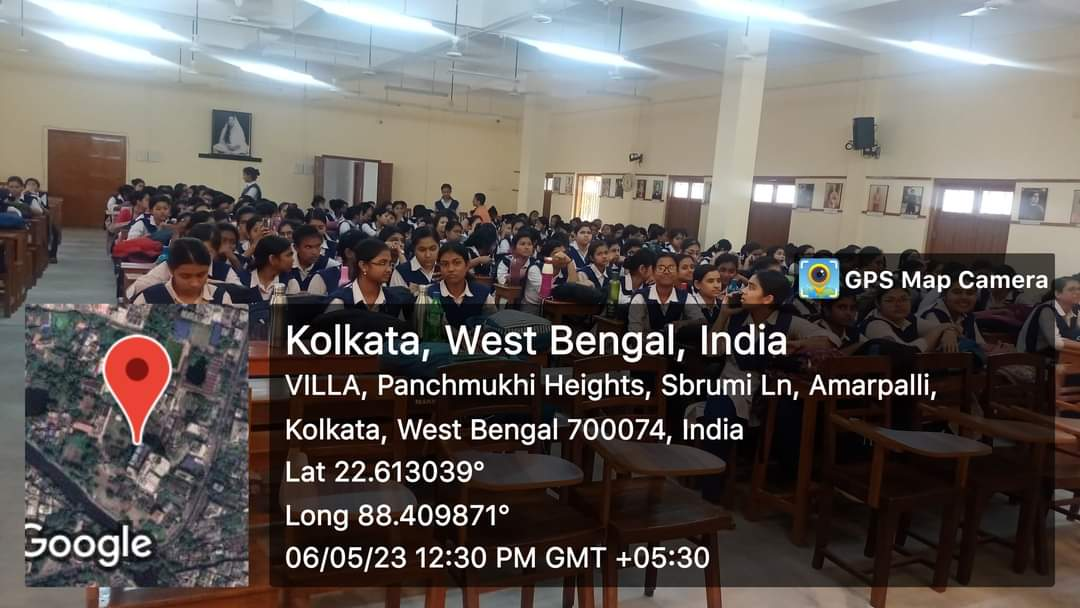 GPS Map Camera
Kolkata, West Bengal, India
VILLA, Panchmukhi Heights, Sbrumi Ln, Amarpalli,
Kolkata, West Bengal 700074, India
Lat 22.613039°
Long 88.409871°
06/05/23 12:30 PM GMT +05:30
Google